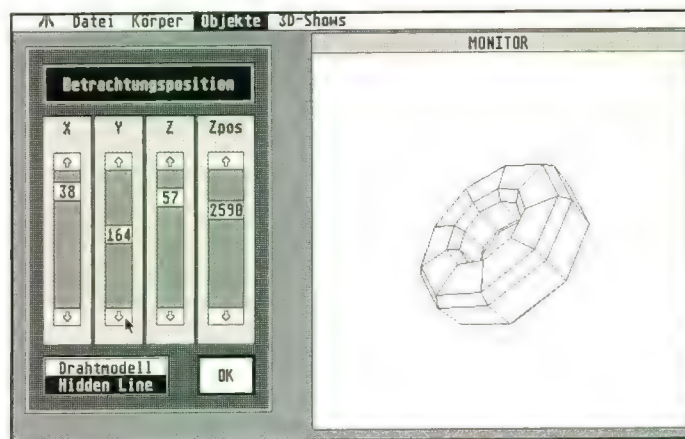 Datei Körper Objekte 3D-Shows
MONITOR
Betrachtungsposition
X Y Z Zpos
38 164 57 2590
Drahtmodell
Hidden Line
OK